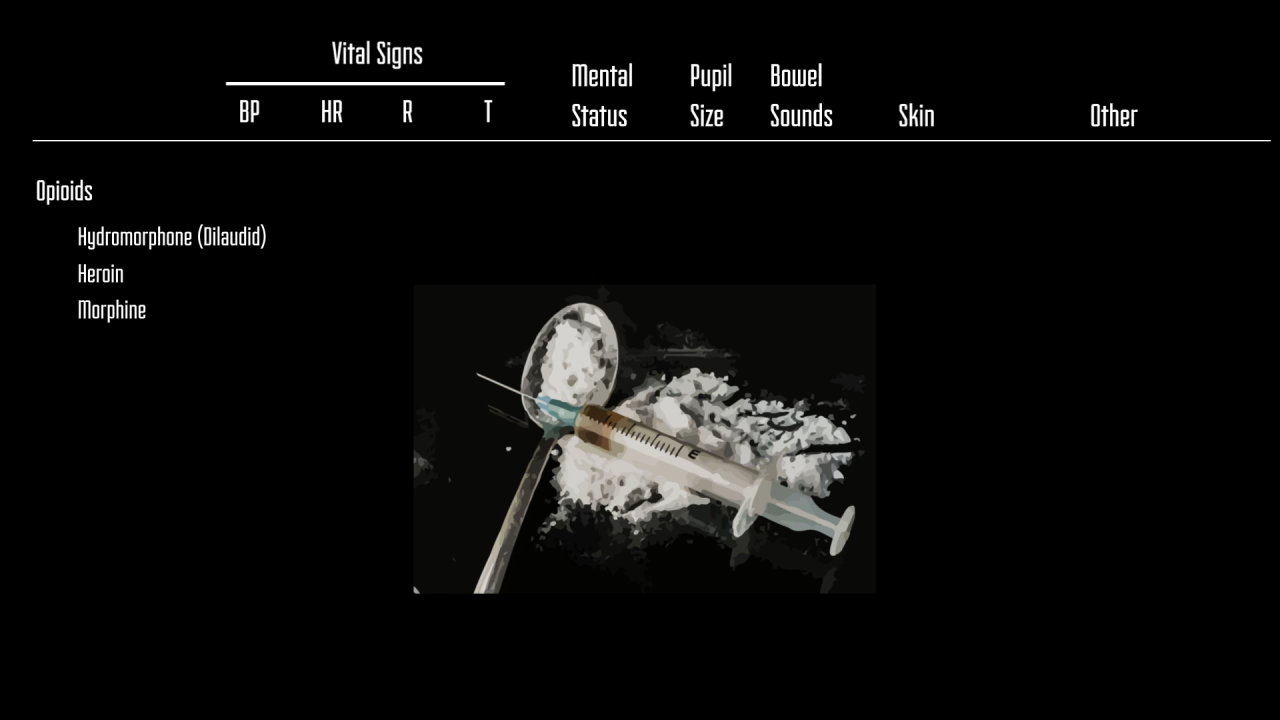 Vital Signs
BP HR R T
Mental Status
Pupil Size
Bowel Sounds
Skin
Other
Opioids
Hydromorphone (Dilaudid)
Heroin
Morphine